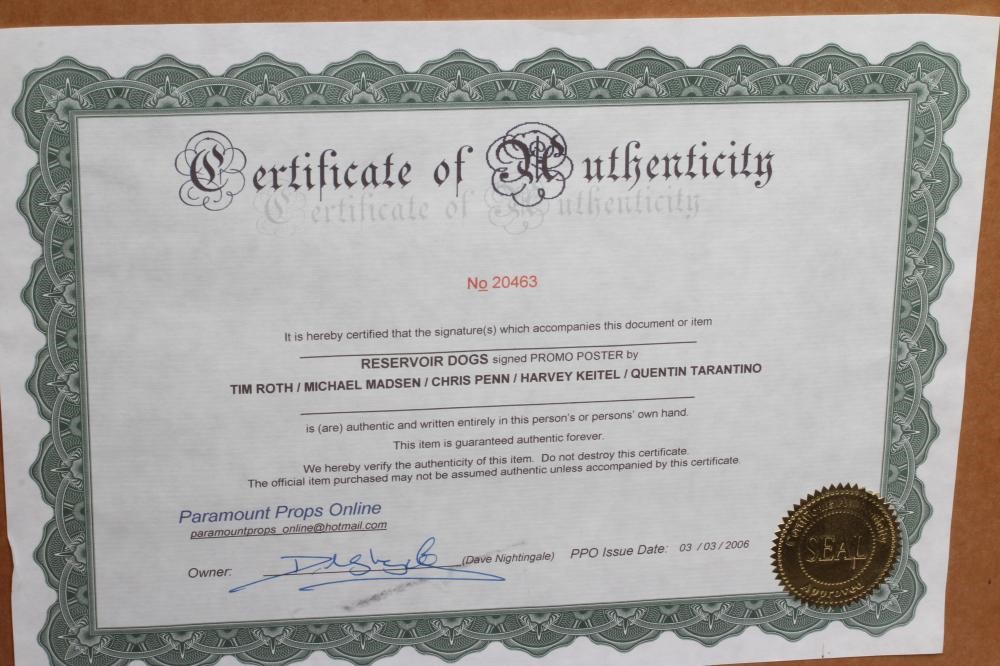 Certificate of Authenticity
Certificate of Authenticity
No 20463
It is hereby certified that the signature(s) which accompanies this document or item
RESERVOIR DOGS signed PROMO POSTER by
TIM ROTH / MICHAEL MADSEN / CHRIS PENN / HARVEY KEITEL / QUENTIN TARANTINO
is (are) authentic and written entirely in this person's or persons' own hand.
This item is guaranteed authentic forever.
We hereby verify the authenticity of this item. Do not destroy this certificate.
The official item purchased may not be assumed authentic unless accompanied by this certificate.
Paramount Props Online
paramountprops_online@hotmail.com
Owner: (Dave Nightingale) PPO Issue Date: 03 / 03 / 2006
SEAL
Approved